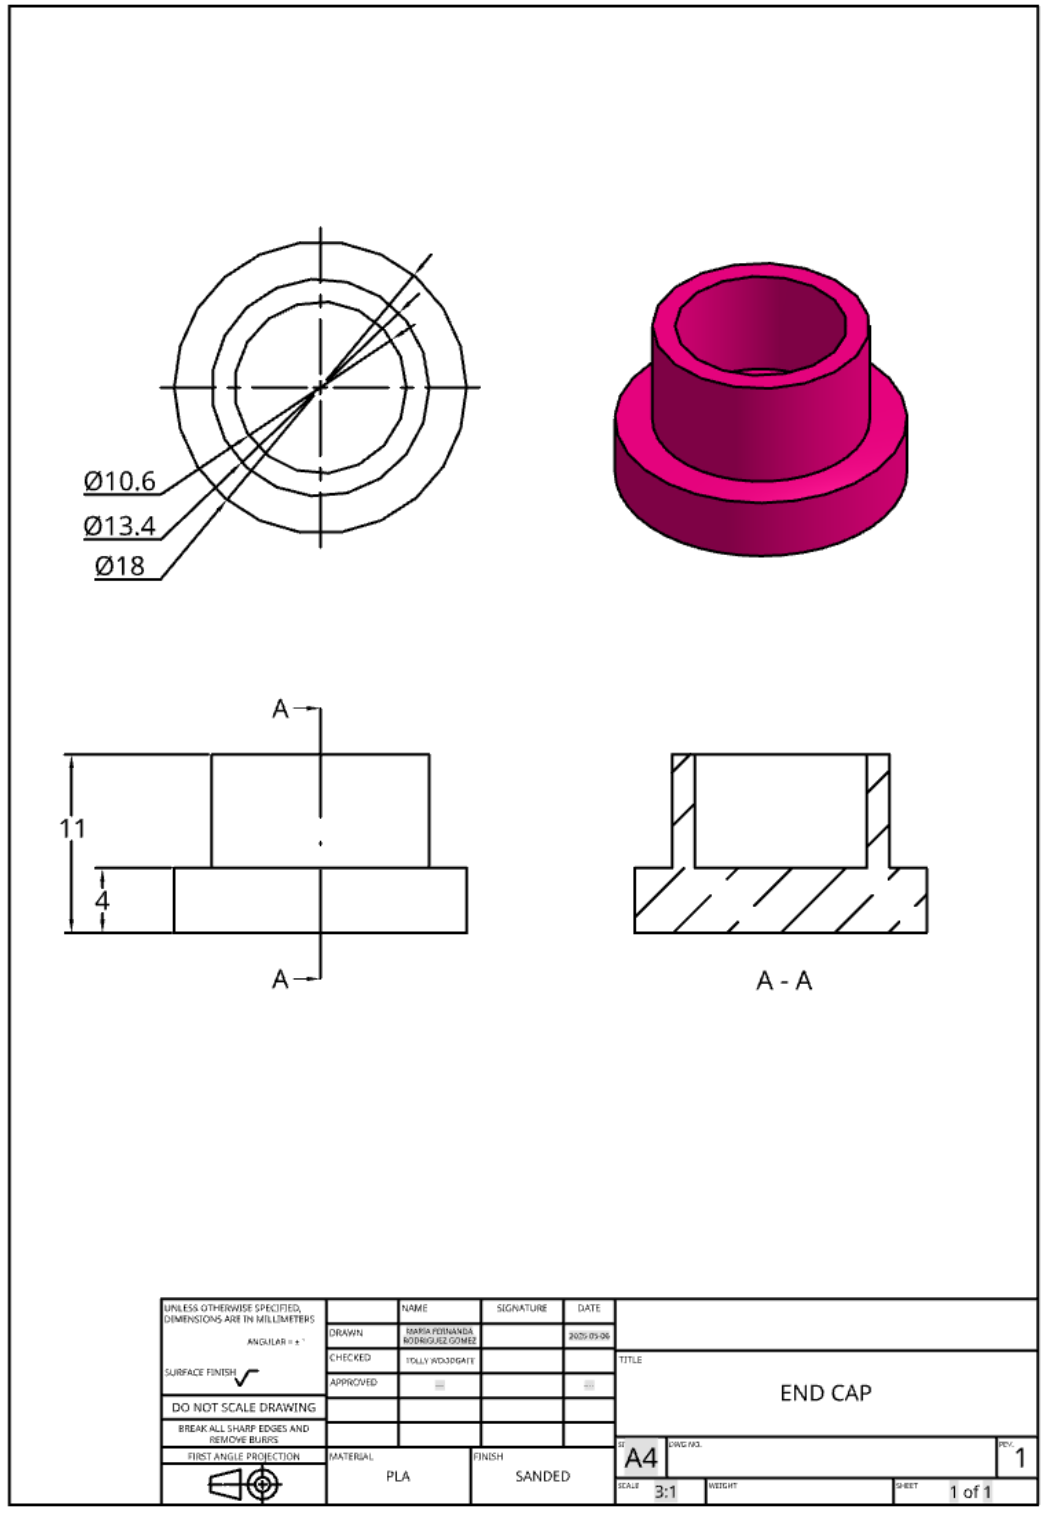 Ø10.6
Ø13.4
Ø18
A
11
4
A
A - A
UNLESS OTHERWISE SPECIFIED,
DIMENSIONS ARE IN MILLIMETERS
ANGULAR = ± °
SURFACE FINISH
DO NOT SCALE DRAWING
BREAK ALL SHARP EDGES AND
REMOVE BURRS
FIRST ANGLE PROJECTION
NAME
SIGNATURE
DATE
DRAWN
MARIA FERNANDA
RODRIGUEZ GOMEZ
CHECKED
TOLLY WOODGATE
APPROVED
---
---
MATERIAL
PLA
FINISH
SANDED
TITLE
END CAP
A4
DWG NO.
REV.
1
SCALE
3:1
WEIGHT
SHEET
1 of 1